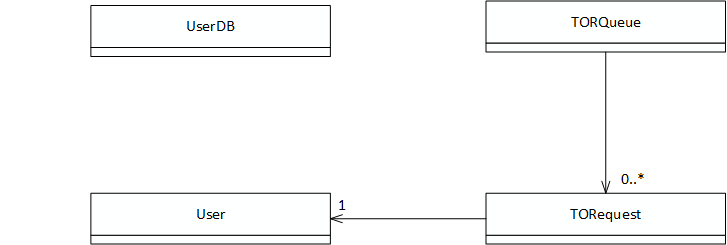 UserDB
TORQueue
0..*
1
User
TORequest